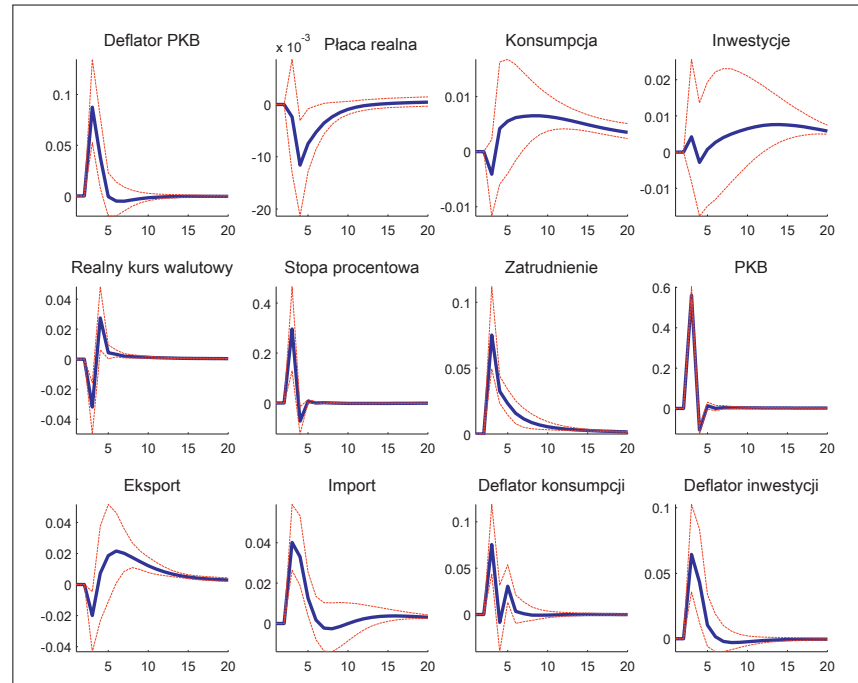 Deflator PKB
0.1
0.05
0
5 10 15 20
x 10⁻³ Płaca realna
0
-10
-20
5 10 15 20
Konsumpcja
0.01
0
-0.01
5 10 15 20
Inwestycje
0.02
0.01
0
-0.01
5 10 15 20
Realny kurs walutowy
0.04
0.02
0
-0.02
-0.04
5 10 15 20
Stopa procentowa
0.4
0.2
0
5 10 15 20
Zatrudnienie
0.1
0.05
0
5 10 15 20
PKB
0.6
0.4
0.2
0
5 10 15 20
Eksport
0.04
0.02
0
-0.02
-0.04
5 10 15 20
Import
0.04
0.02
0
5 10 15 20
Deflator konsumpcji
0.1
0.05
0
5 10 15 20
Deflator inwestycji
0.1
0.05
0
5 10 15 20